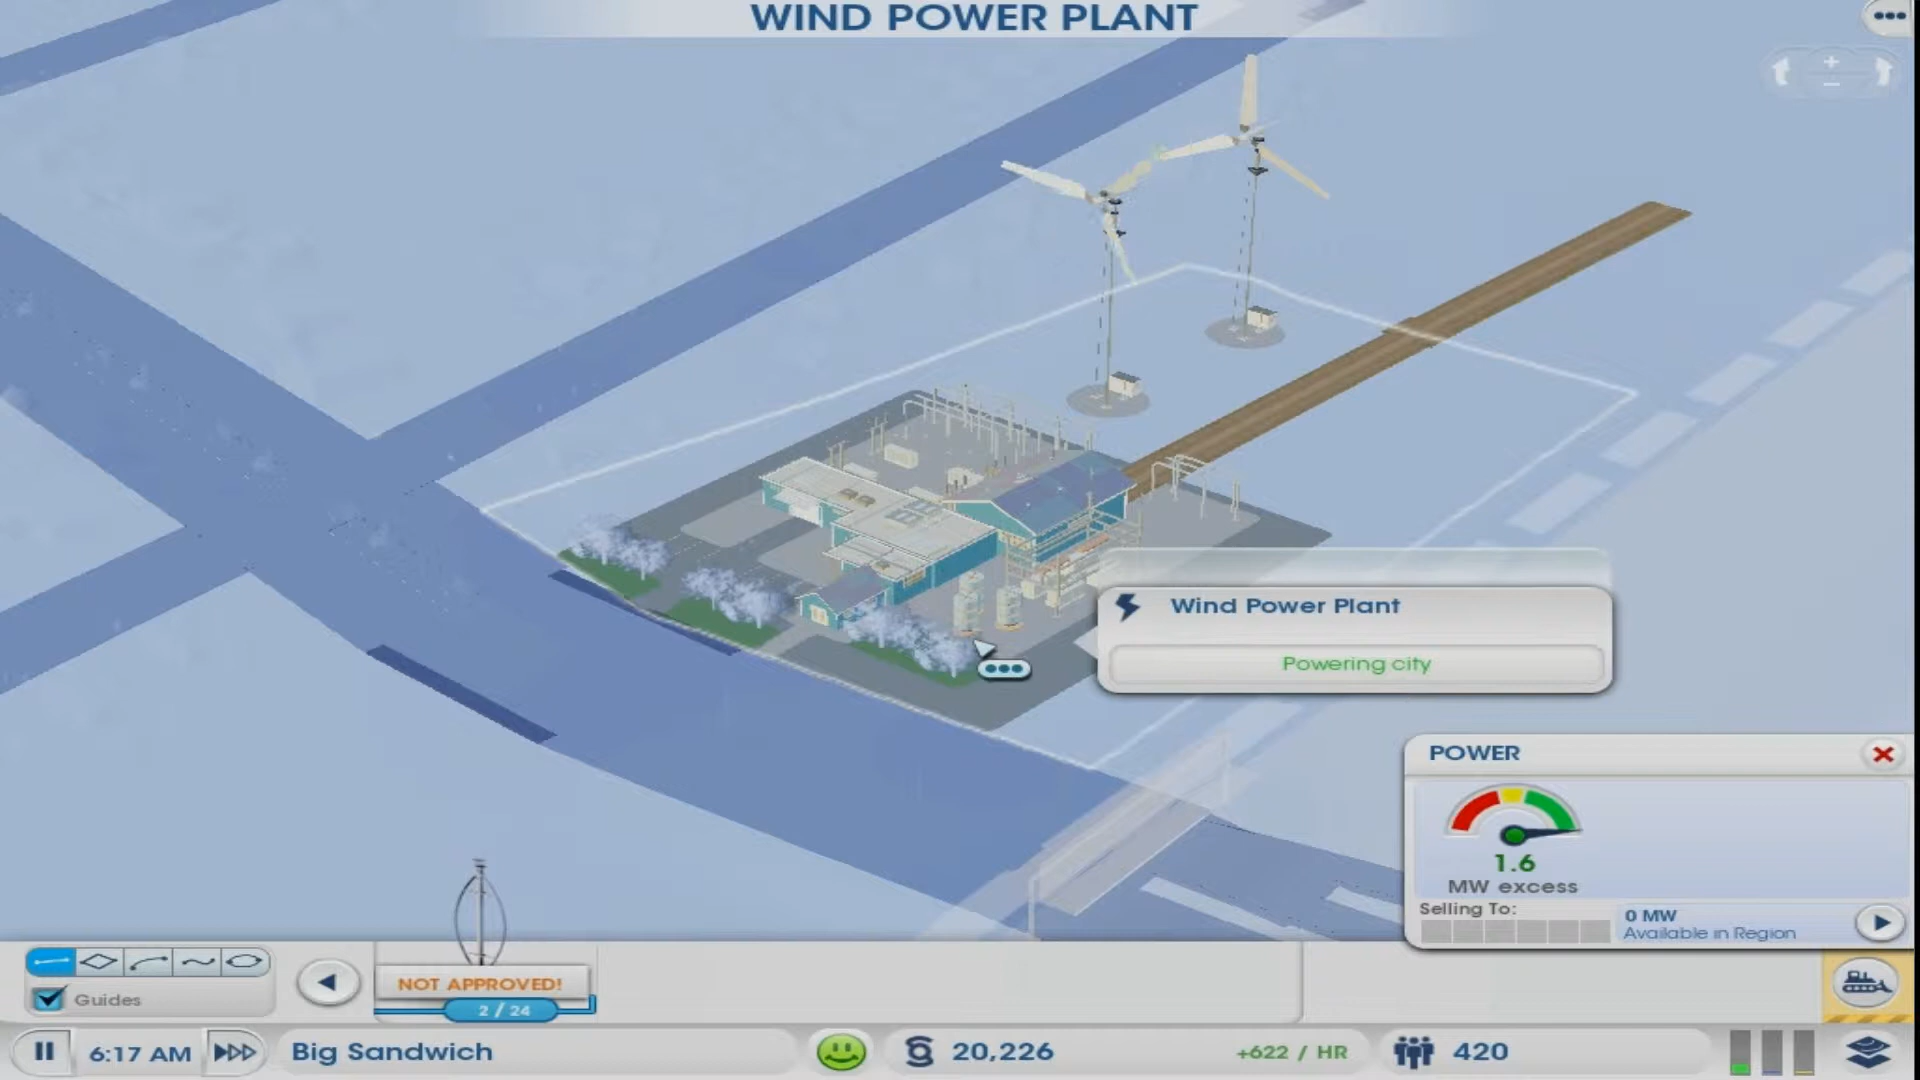 WIND POWER PLANT
Wind Power Plant
Powering city
POWER
1.6
MW excess
Selling To:
0 MW
Available in Region
NOT APPROVED!
2 / 24
Guides
6:17 AM
Big Sandwich
20,226
+622 / HR
420